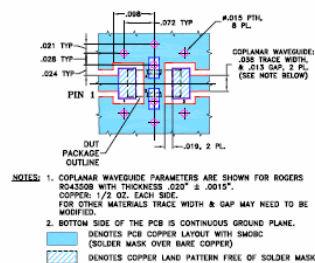 .098
.072 TYP
.021 TYP
.028 TYP
.024 TYP
PIN 1
ø.015 PTH,
8 PL.
COPLANAR WAVEGUIDE:
.038 TRACE WIDTH,
& .013 GAP, 2 PL.
(SEE NOTE BELOW)
DUT
PACKAGE
OUTLINE
.019, 2 PL.
NOTES: 1. COPLANAR WAVEGUIDE PARAMETERS ARE SHOWN FOR ROGERS
RO4350B WITH THICKNESS .020" ± .0015".
COPPER: 1/2 OZ. EACH SIDE.
FOR OTHER MATERIALS TRACE WIDTH & GAP MAY NEED TO BE
MODIFIED.
2. BOTTOM SIDE OF THE PCB IS CONTINUOUS GROUND PLANE.
DENOTES PCB COPPER LAYOUT WITH SMOBC
(SOLDER MASK OVER BARE COPPER)
DENOTES COPPER LAND PATTERN FREE OF SOLDER MASK